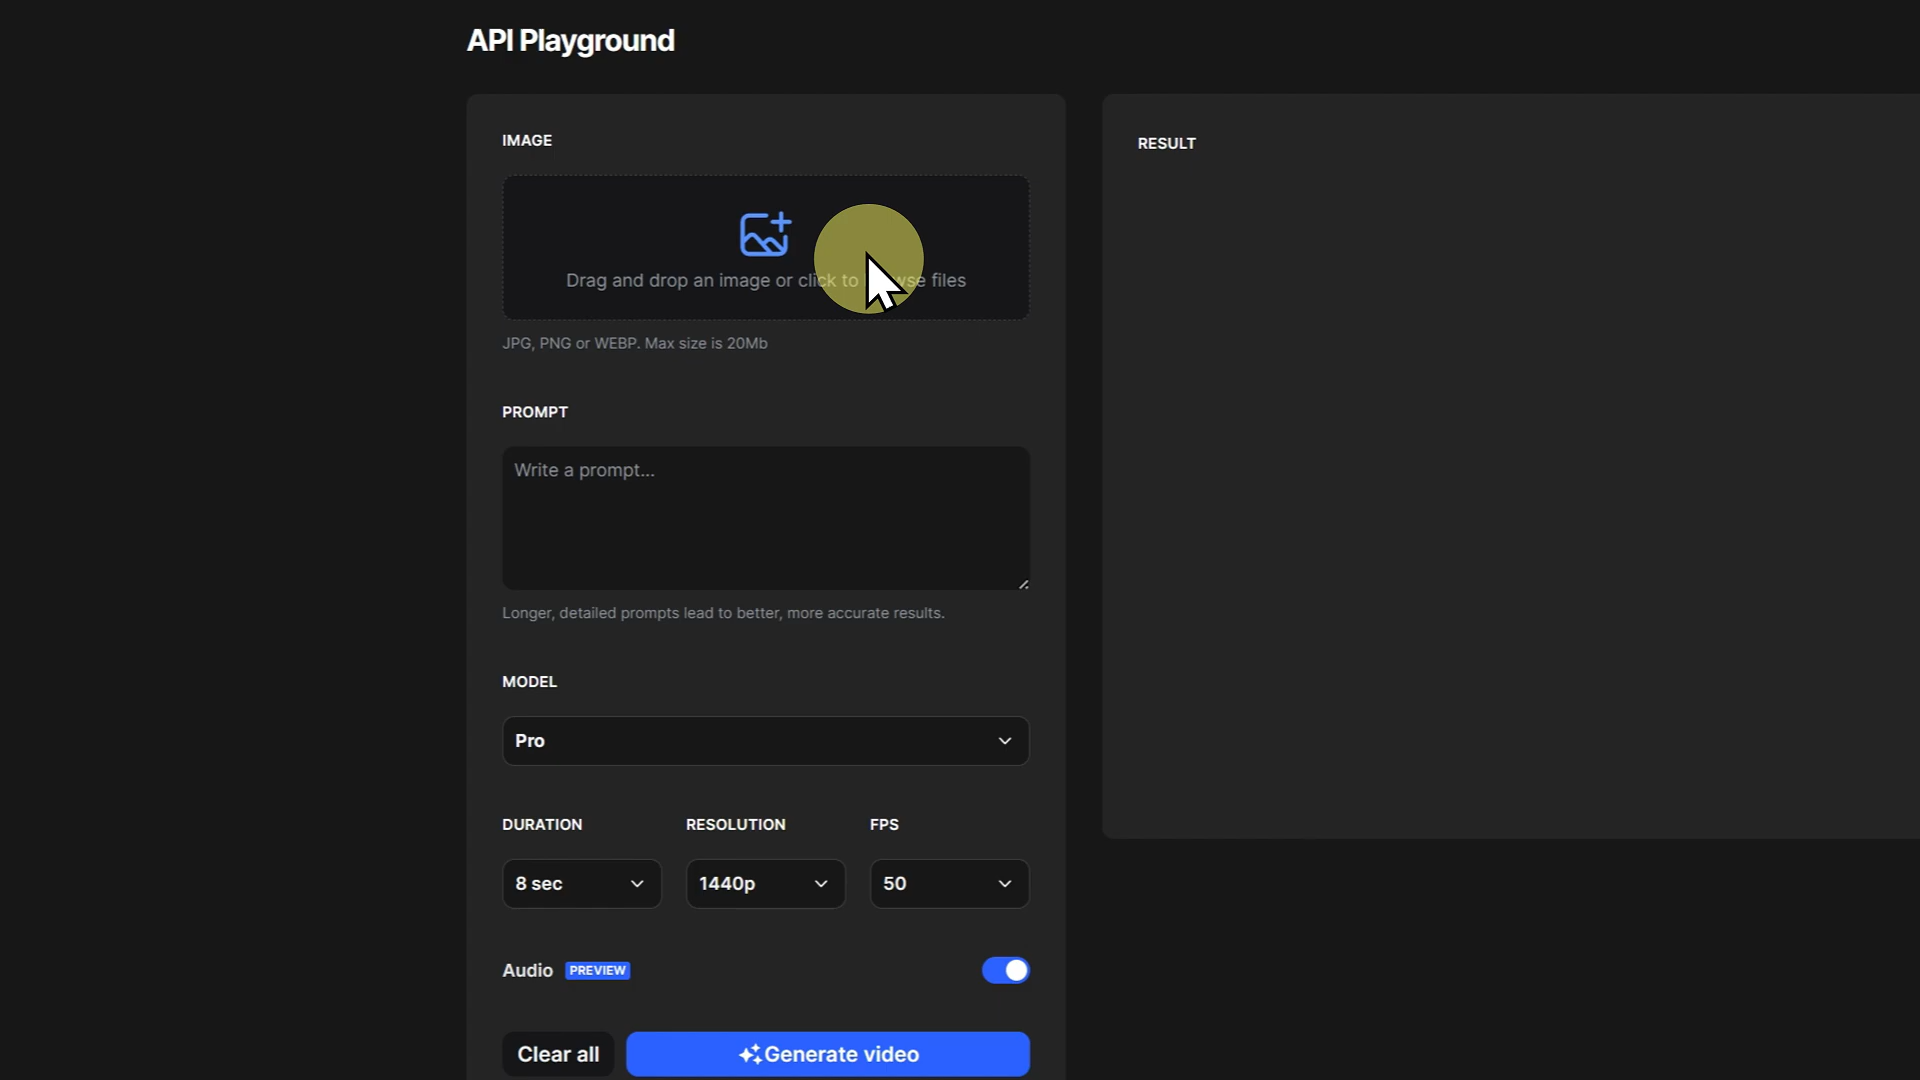 API Playground
IMAGE
Drag and drop an image or click to browse files
JPG, PNG or WEBP. Max size is 20Mb
PROMPT
Write a prompt...
Longer, detailed prompts lead to better, more accurate results.
MODEL
Pro
DURATION RESOLUTION FPS
8 sec 1440p 50
Audio PREVIEW
Clear all Generate video
RESULT